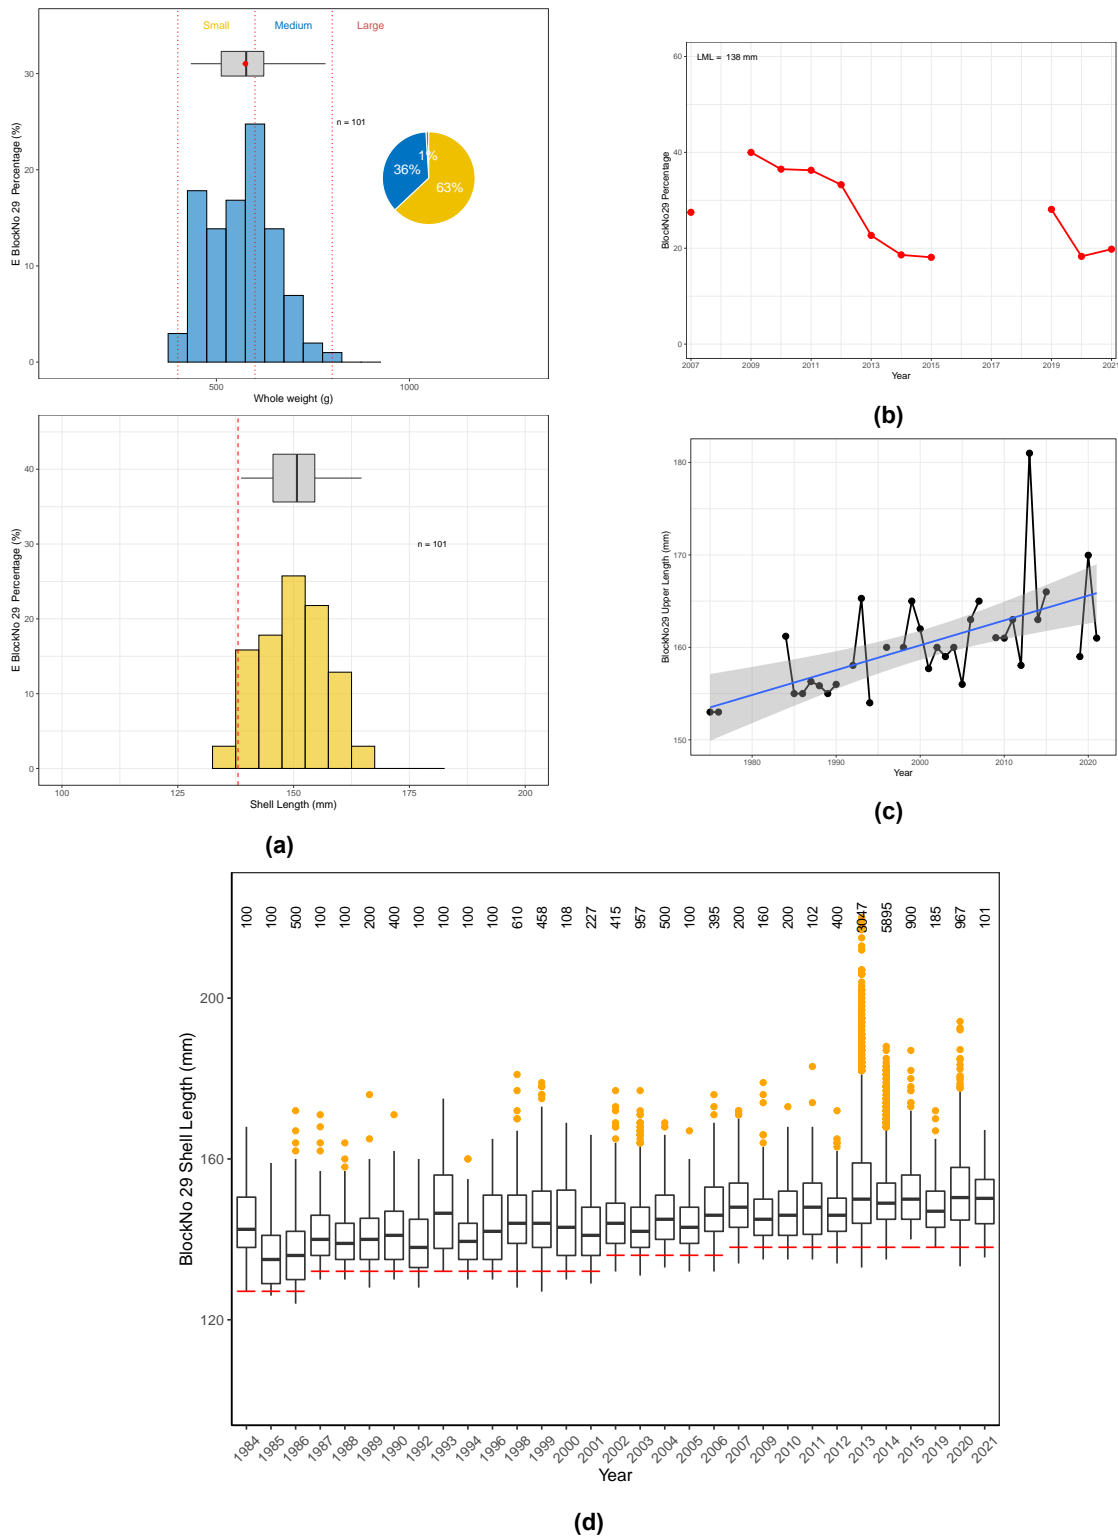 Small Medium Large
n = 101
1%
36%
63%
E BlockNo 29 Percentage (%)
30
20
10
0
500 1000
Whole weight (g)
E BlockNo 29 Percentage (%)
40
30
20
10
0
n = 101
100 125 150 175 200
Shell Length (mm)
(a)
LML = 138 mm
BlockNo29 Percentage
60
40
20
0
2007 2009 2011 2013 2015 2017 2019 2021
Year
(b)
BlockNo29 Upper Length (mm)
180
170
160
150
1980 1990 2000 2010 2020
Year
(c)
100 100 500 100 100 200 400 100 100 100 100 610 458 108 227 415 957 500 100 395 200 160 200 102 400 3047 5895 900 185 967 101
BlockNo 29 Shell Length (mm)
200
160
120
1984 1985 1986 1987 1988 1989 1990 1992 1993 1994 1996 1998 1999 2000 2001 2002 2003 2004 2005 2006 2007 2009 2010 2011 2012 2013 2014 2015 2019 2020 2021
Year
(d)